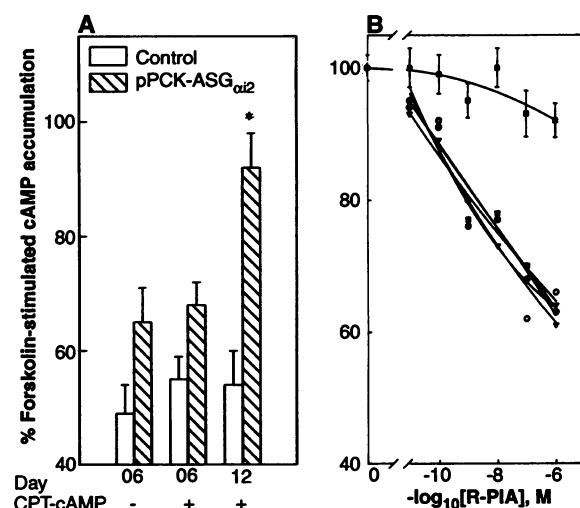 A
B
Control
pPCK-ASGαi2
% Forskolin-stimulated cAMP accumulation
100
80
60
40
*
100
80
60
40
Day 06 06 12
CPT-cAMP - + +
0 -10 -8 -6
-log10[R-PIA], M